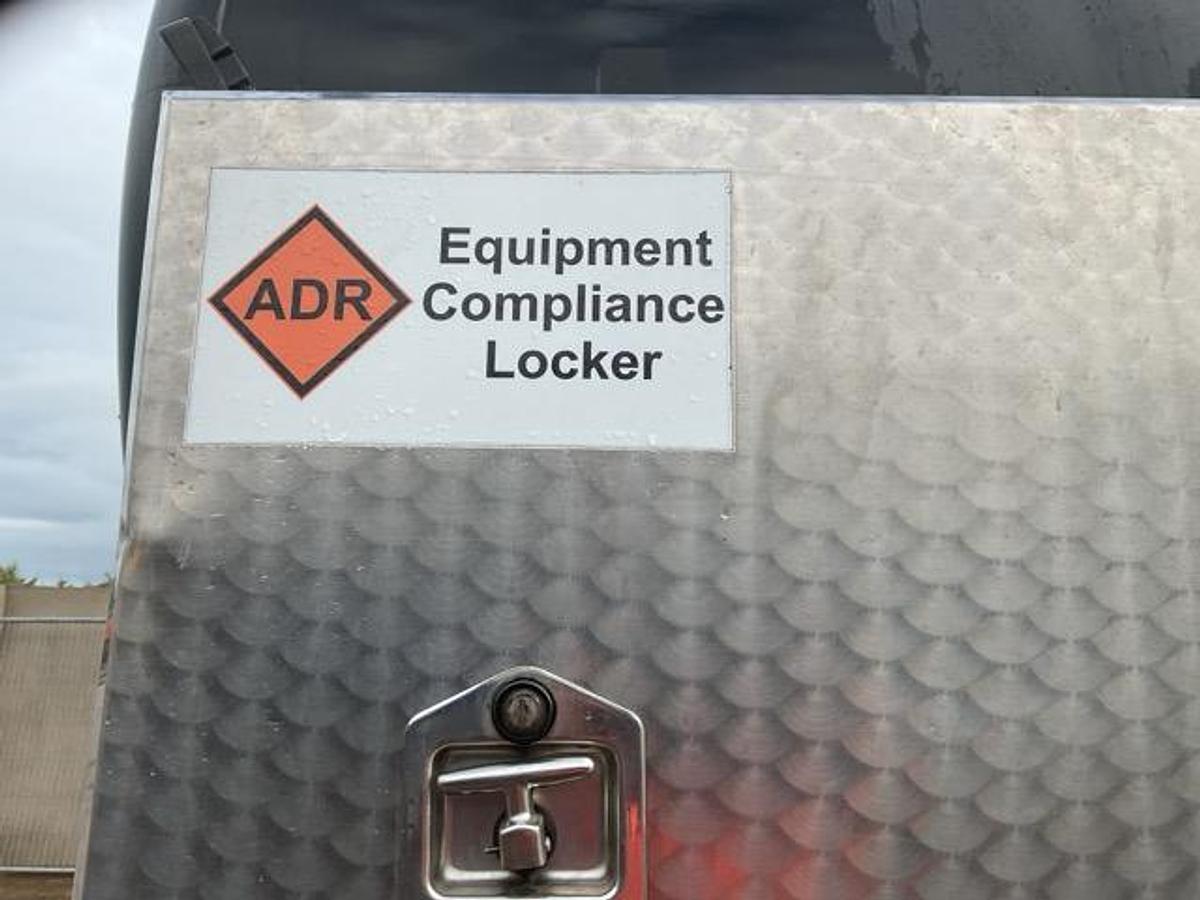 ADR
Equipment
Compliance
Locker